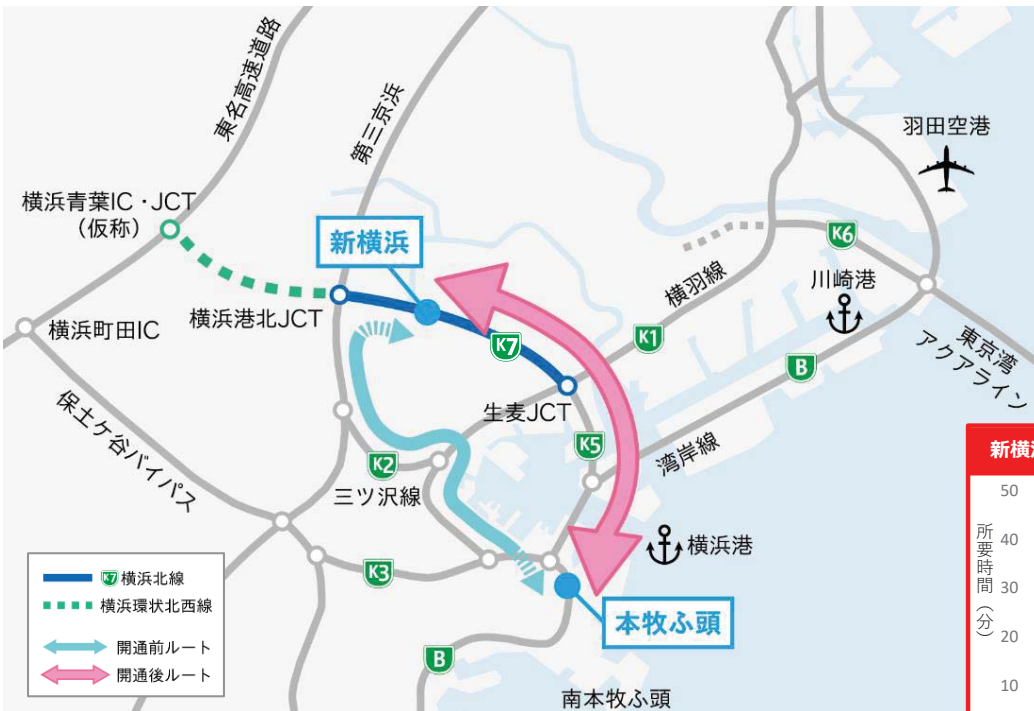 東名高速道路
第三京浜
羽田空港
横浜青葉IC・JCT
(仮称)
新横浜
K6
川崎港
横羽線
横浜港北JCT
横浜町田IC
K7
K1
B
東京湾
アクアライン
生麦JCT
保土ケ谷バイパス
K5
湾岸線
K2
三ツ沢線
横浜港
K3
本牧ふ頭
B
南本牧ふ頭
K7 横浜北線
横浜環状北西線
開通前ルート
開通後ルート
新横
所要時間(分)
50
40
30
20
10